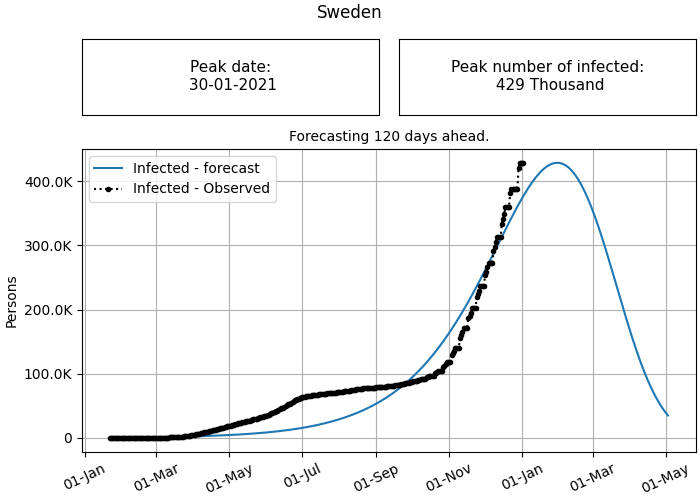 Sweden
Peak date:
30-01-2021
Peak number of infected:
429 Thousand
Forecasting 120 days ahead.
Infected - forecast
Infected - Observed
400.0K
300.0K
200.0K
100.0K
0
Persons
01-Jan
01-Mar
01-May
01-Jul
01-Sep
01-Nov
01-Jan
01-Mar
01-May